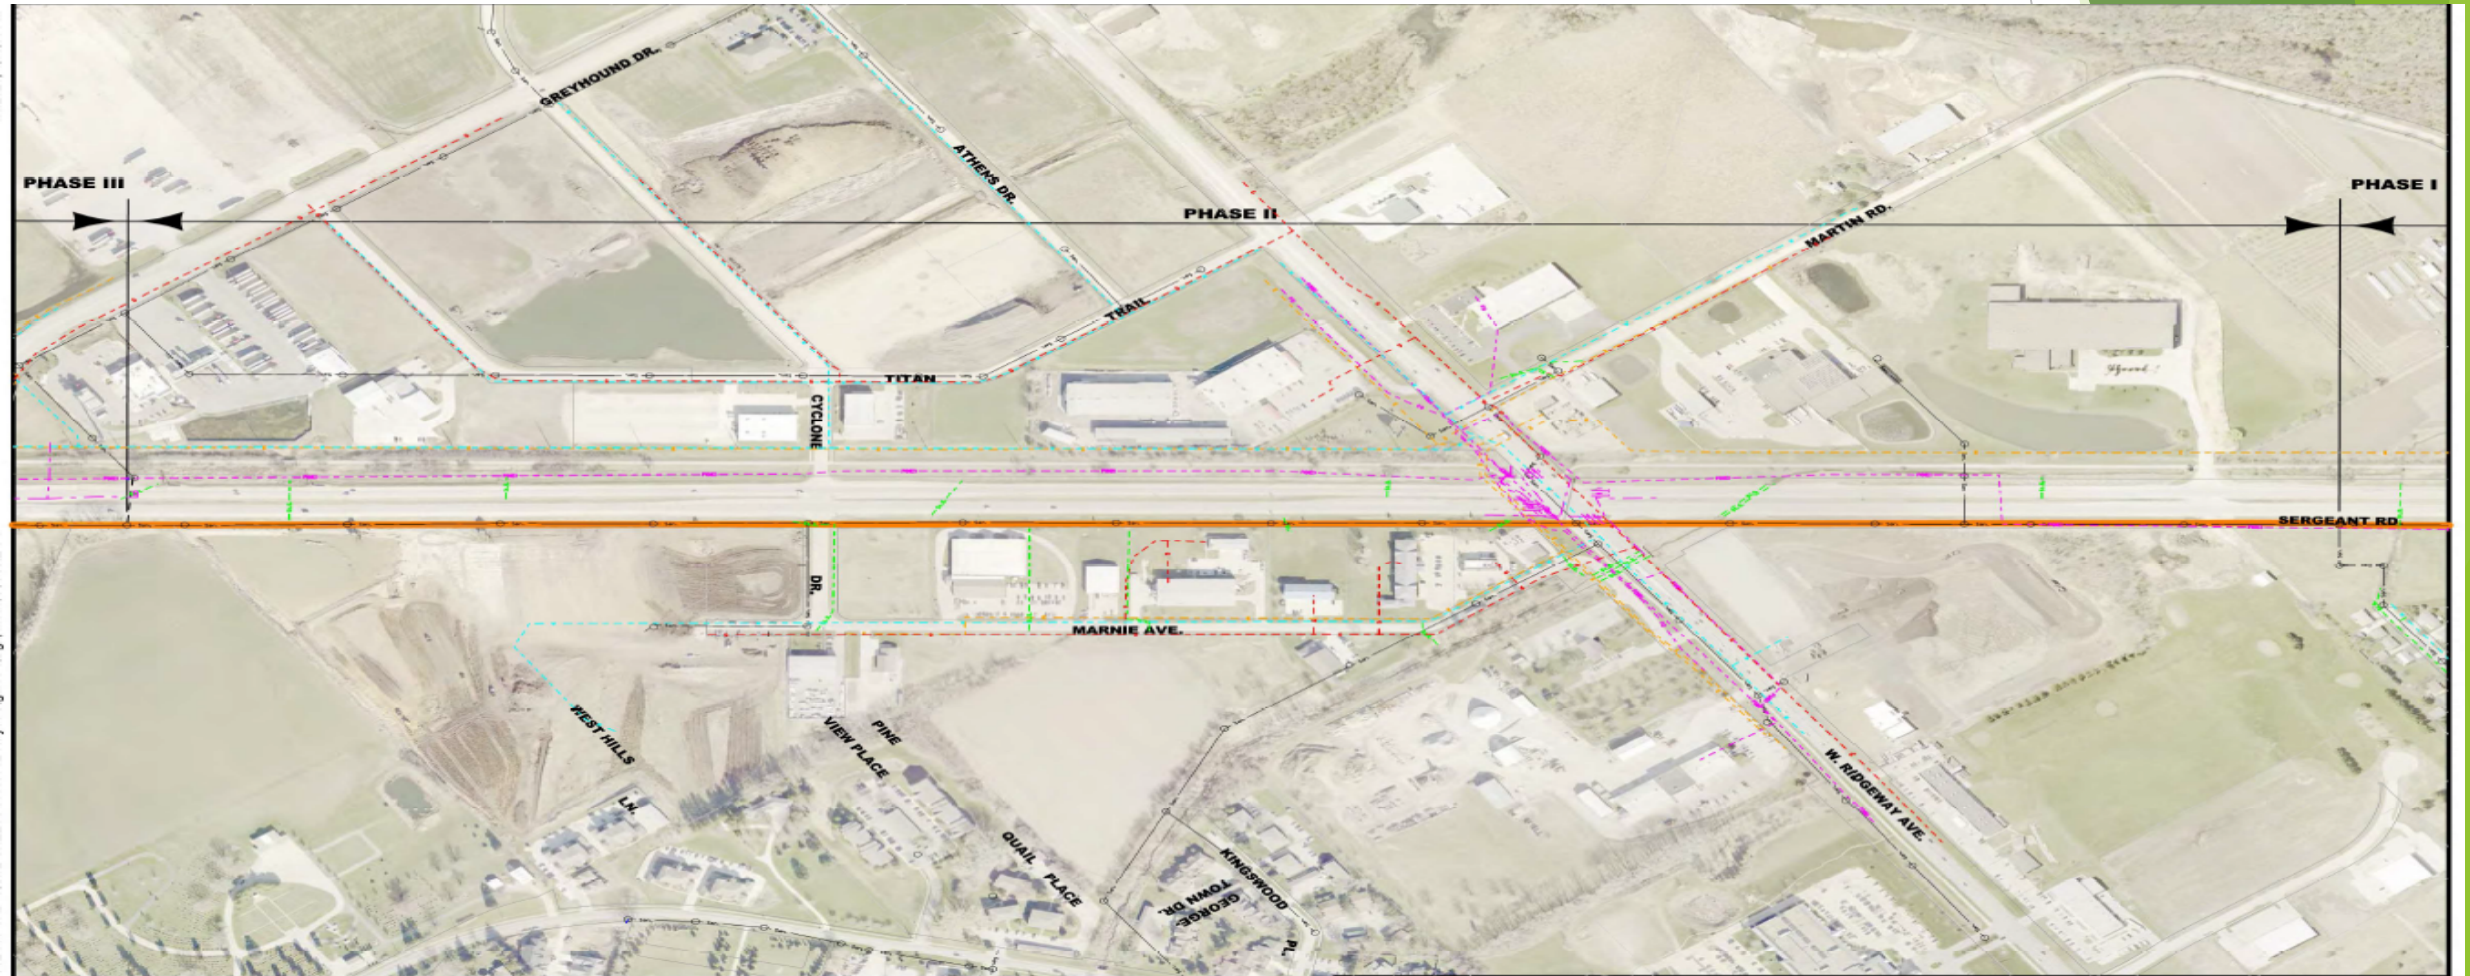 GREYHOUND DR.
ATHENS DR.
PHASE III
PHASE II
PHASE I
MARTIN RD.
TRAIL
TITAN
CYCLONE
SERGEANT RD
DR.
MARNIE AVE.
WEST HILLS
LN.
PINE
VIEW PLACE
QUAIL
PLACE
KINGSWOOD
PL.
GEORGE
TOWN DR.
W. RIDGEWAY AVE.